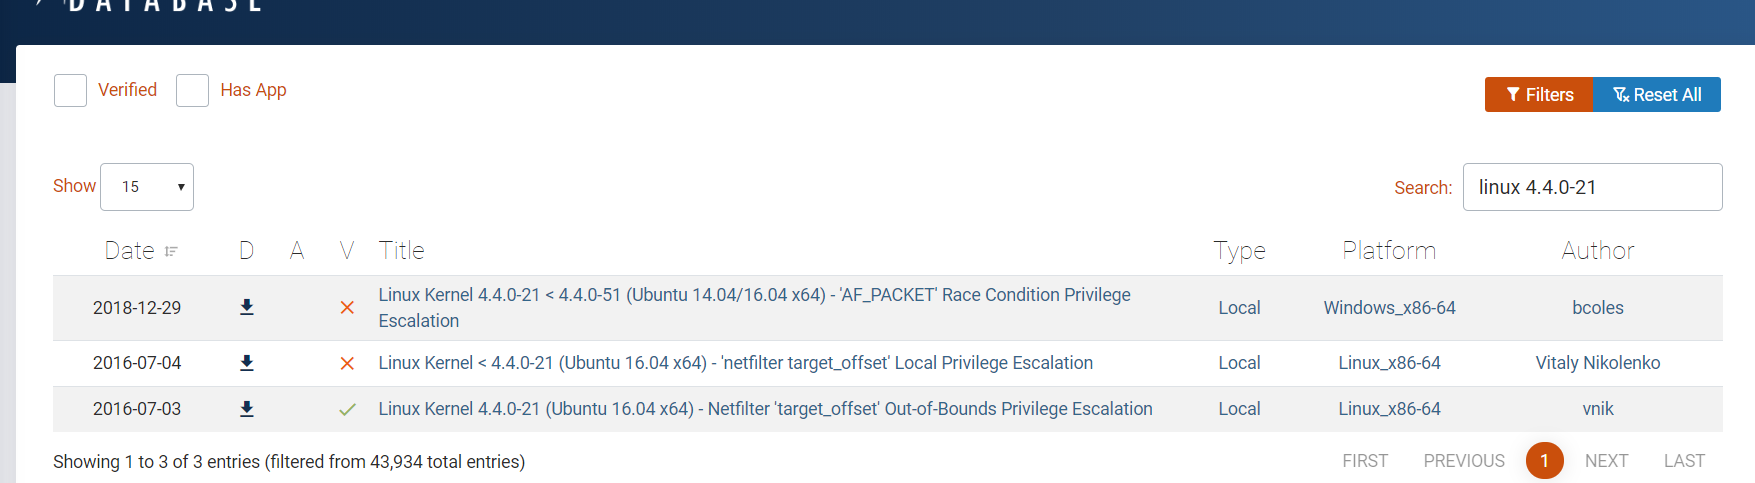 DATABASE
Verified Has App
Filters Reset All
Show 15
Search: linux 4.4.0-21
Date D A V Title Type Platform Author
2018-12-29 Linux Kernel 4.4.0-21 < 4.4.0-51 (Ubuntu 14.04/16.04 x64) - 'AF_PACKET' Race Condition Privilege
Escalation Local Windows_x86-64 bcoles
2016-07-04 Linux Kernel < 4.4.0-21 (Ubuntu 16.04 x64) - 'netfilter target_offset' Local Privilege Escalation Local Linux_x86-64 Vitaly Nikolenko
2016-07-03 Linux Kernel 4.4.0-21 (Ubuntu 16.04 x64) - Netfilter 'target_offset' Out-of-Bounds Privilege Escalation Local Linux_x86-64 vnik
Showing 1 to 3 of 3 entries (filtered from 43,934 total entries)
FIRST PREVIOUS 1 NEXT LAST